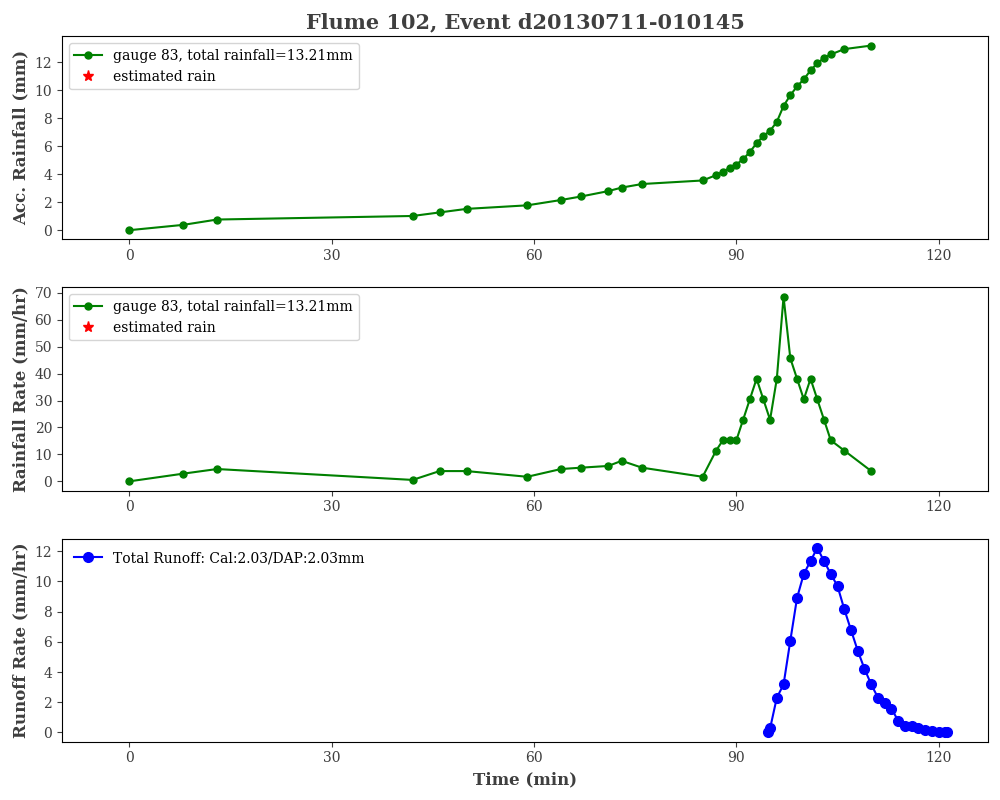 Flume 102, Event d20130711-010145
Acc. Rainfall (mm)
12
10
8
6
4
2
0
gauge 83, total rainfall=13.21mm
estimated rain
0 30 60 90 120
Rainfall Rate (mm/hr)
70
60
50
40
30
20
10
0
gauge 83, total rainfall=13.21mm
estimated rain
0 30 60 90 120
Runoff Rate (mm/hr)
12
10
8
6
4
2
0
Total Runoff: Cal:2.03/DAP:2.03mm
0 30 60 90 120
Time (min)